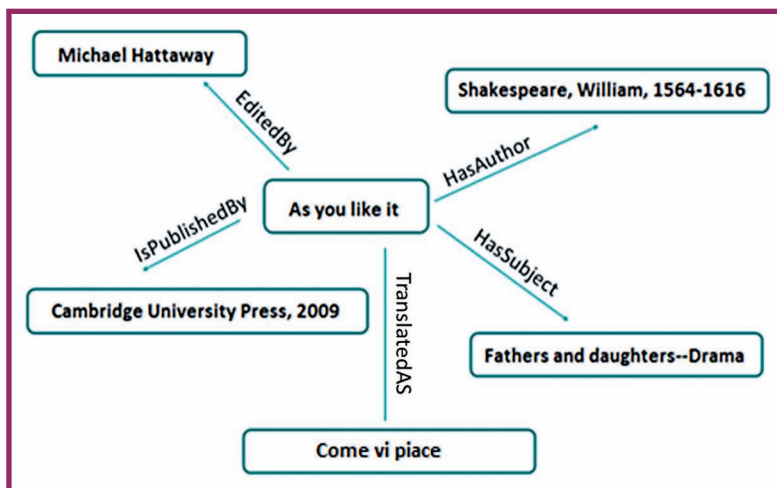 Michael Hattaway
Shakespeare, William, 1564-1616
EditedBy
HasAuthor
As you like it
IsPublishedBy
HasSubject
Cambridge University Press, 2009
TranslatedAS
Fathers and daughters--Drama
Come vi piace